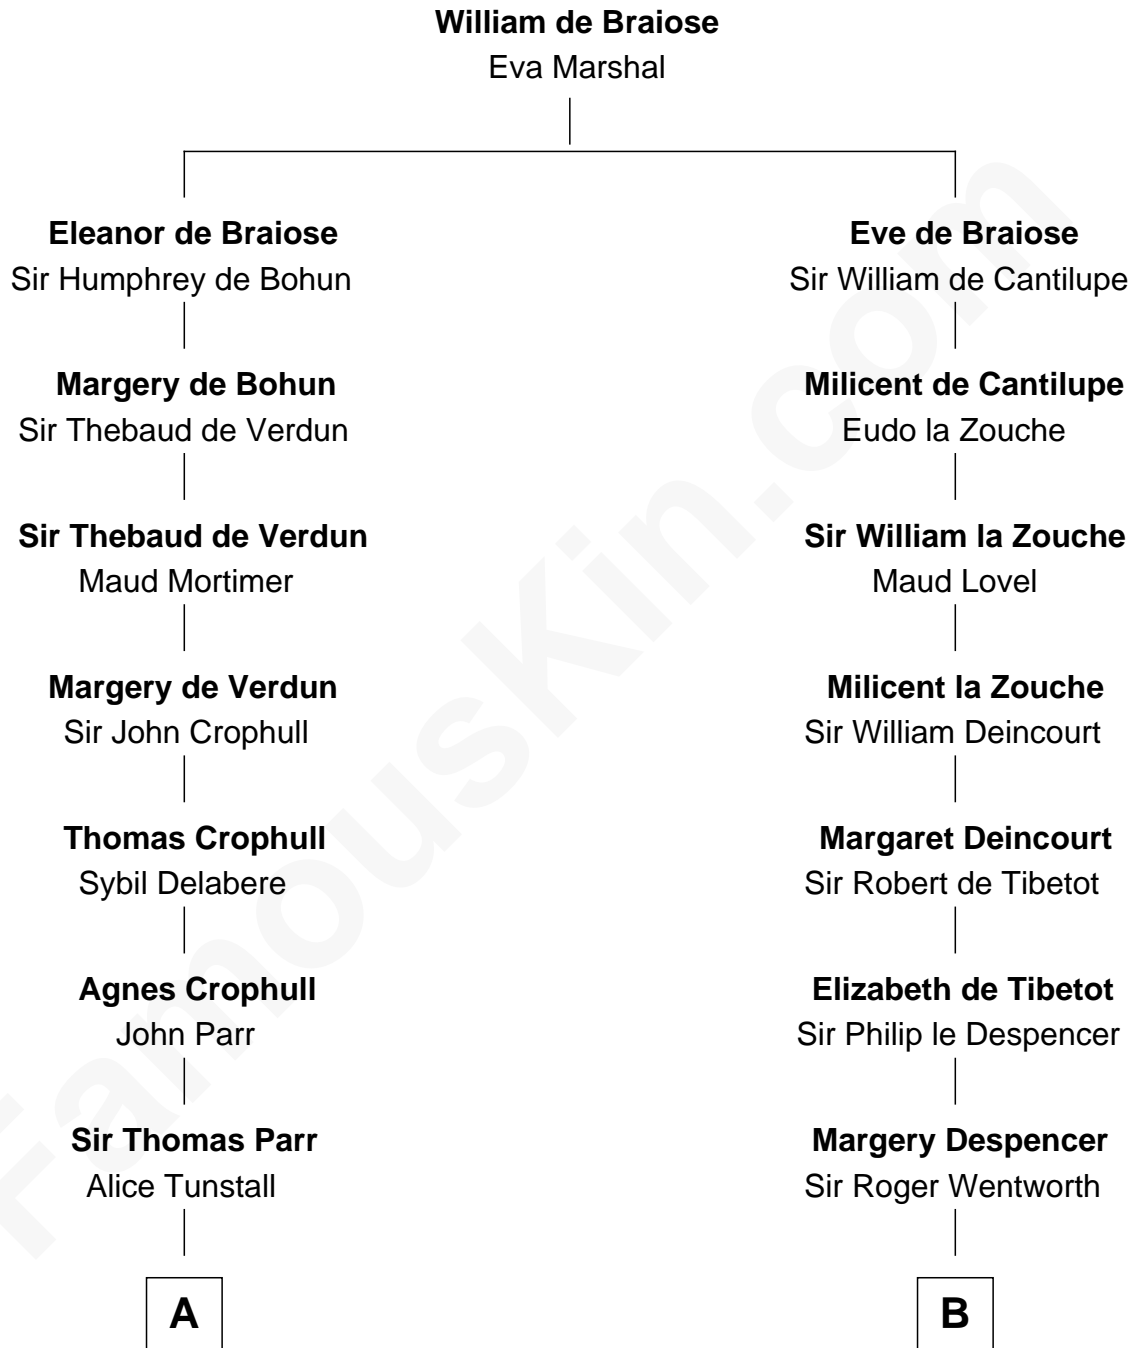 William de Braiose
Eva Marshal
Eleanor de Braiose
Sir Humphrey de Bohun
Eve de Braiose
Sir William de Cantilupe
Margery de Bohun
Sir Thebaud de Verdun
Milicent de Cantilupe
Eudo la Zouche
Sir Thebaud de Verdun
Maud Mortimer
Sir William la Zouche
Maud Lovel
Margery de Verdun
Sir John Crophull
Milicent la Zouche
Sir William Deincourt
Thomas Crophull
Sybil Delabere
Margaret Deincourt
Sir Robert de Tibetot
Agnes Crophull
John Parr
Elizabeth de Tibetot
Sir Philip le Despencer
Sir Thomas Parr
Alice Tunstall
Margery Despencer
Sir Roger Wentworth
A
B
FamousKin.com